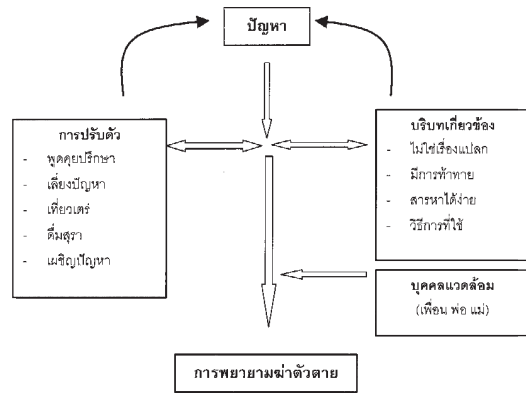 ปัญหา
การปรับตัว
- พูดคุยปรึกษา
- เลี่ยงปัญหา
- เที่ยวเตร่
- ดื่มสุรา
- เผชิญปัญหา
บริบทเกี่ยวข้อง
- ไม่ใช่เรื่องแปลก
- มีการท้าทาย
- สารหาได้ง่าย
- วิธีการที่ใช้
บุคคลแวดล้อม
(เพื่อน พ่อ แม่)
การพยายามฆ่าตัวตาย